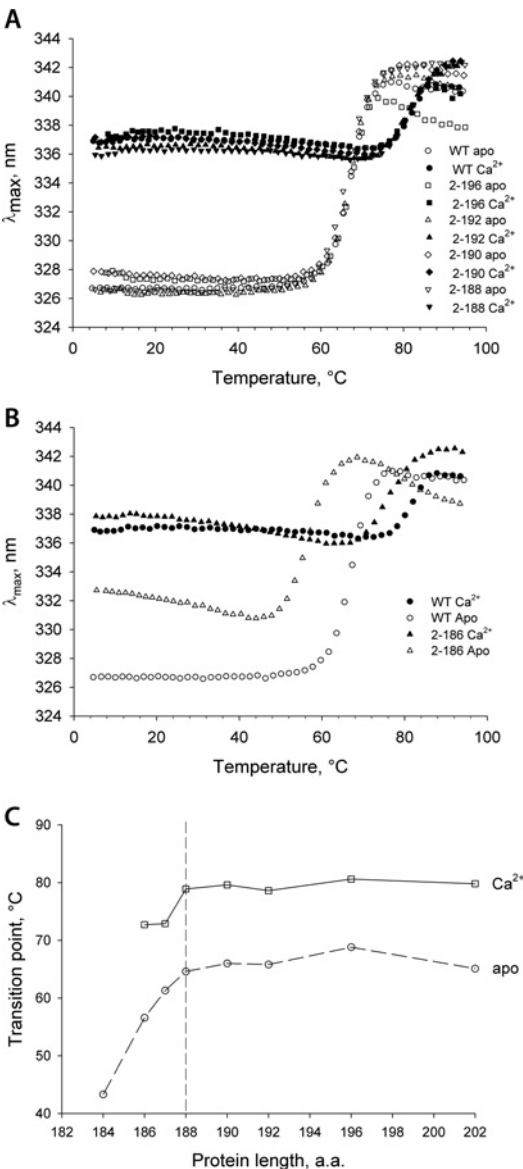 A
344
342
340
338
336
334
332
330
328
326
324
λmax, nm
0
20
40
60
80
100
Temperature, °C
WT apo
WT Ca²⁺
2-196 apo
2-196 Ca²⁺
2-192 apo
2-192 Ca²⁺
2-190 apo
2-190 Ca²⁺
2-188 apo
2-188 Ca²⁺
B
344
342
340
338
336
334
332
330
328
326
324
λmax, nm
0
20
40
60
80
100
Temperature, °C
WT Ca²⁺
WT Apo
2-186 Ca²⁺
2-186 Apo
C
90
80
70
60
50
40
Transition point, °C
Ca²⁺
apo
182
184
186
188
190
192
194
196
198
200
202
Protein length, a.a.